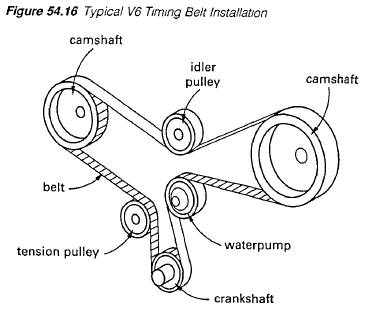 Figure 54.16 Typical V6 Timing Belt Installation
camshaft
idler
pulley
camshaft
belt
tension pulley
waterpump
crankshaft